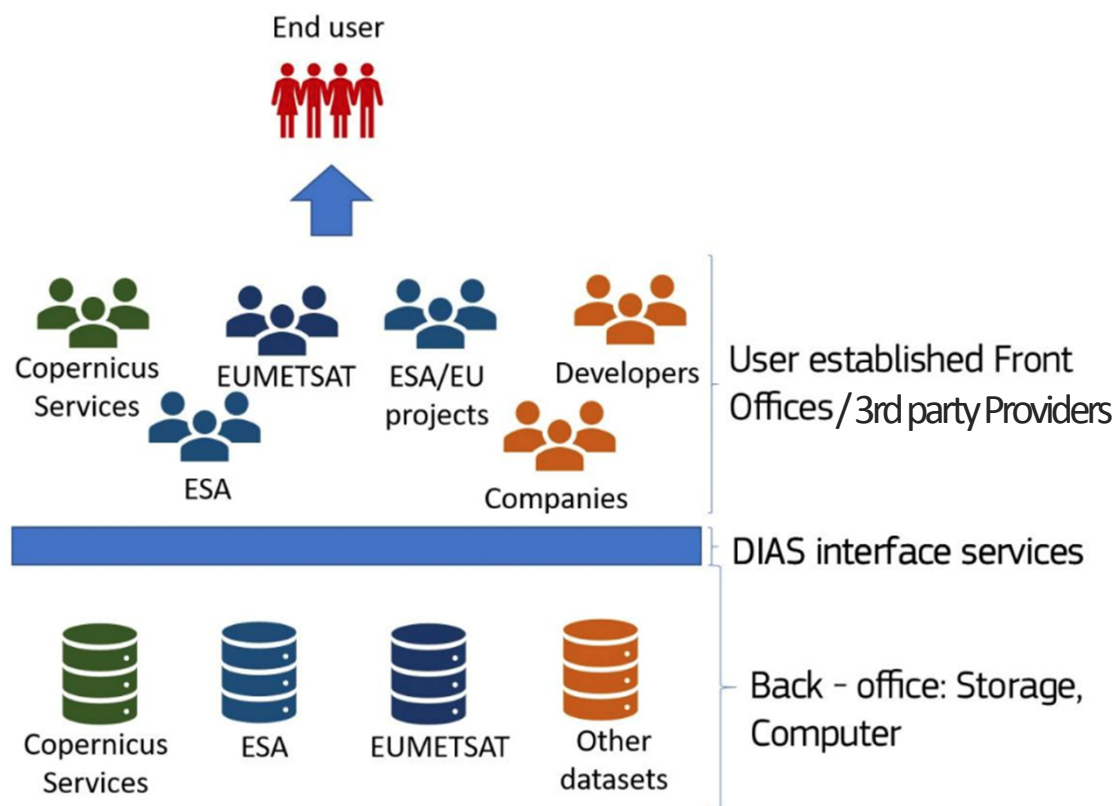 End user
Copernicus
Services
EUMETSAT
ESA/EU
projects
Developers
ESA
Companies
User established Front
Offices / 3rd party Providers
DIAS interface services
Copernicus
Services
ESA
EUMETSAT
Other
datasets
Back - office: Storage,
Computer